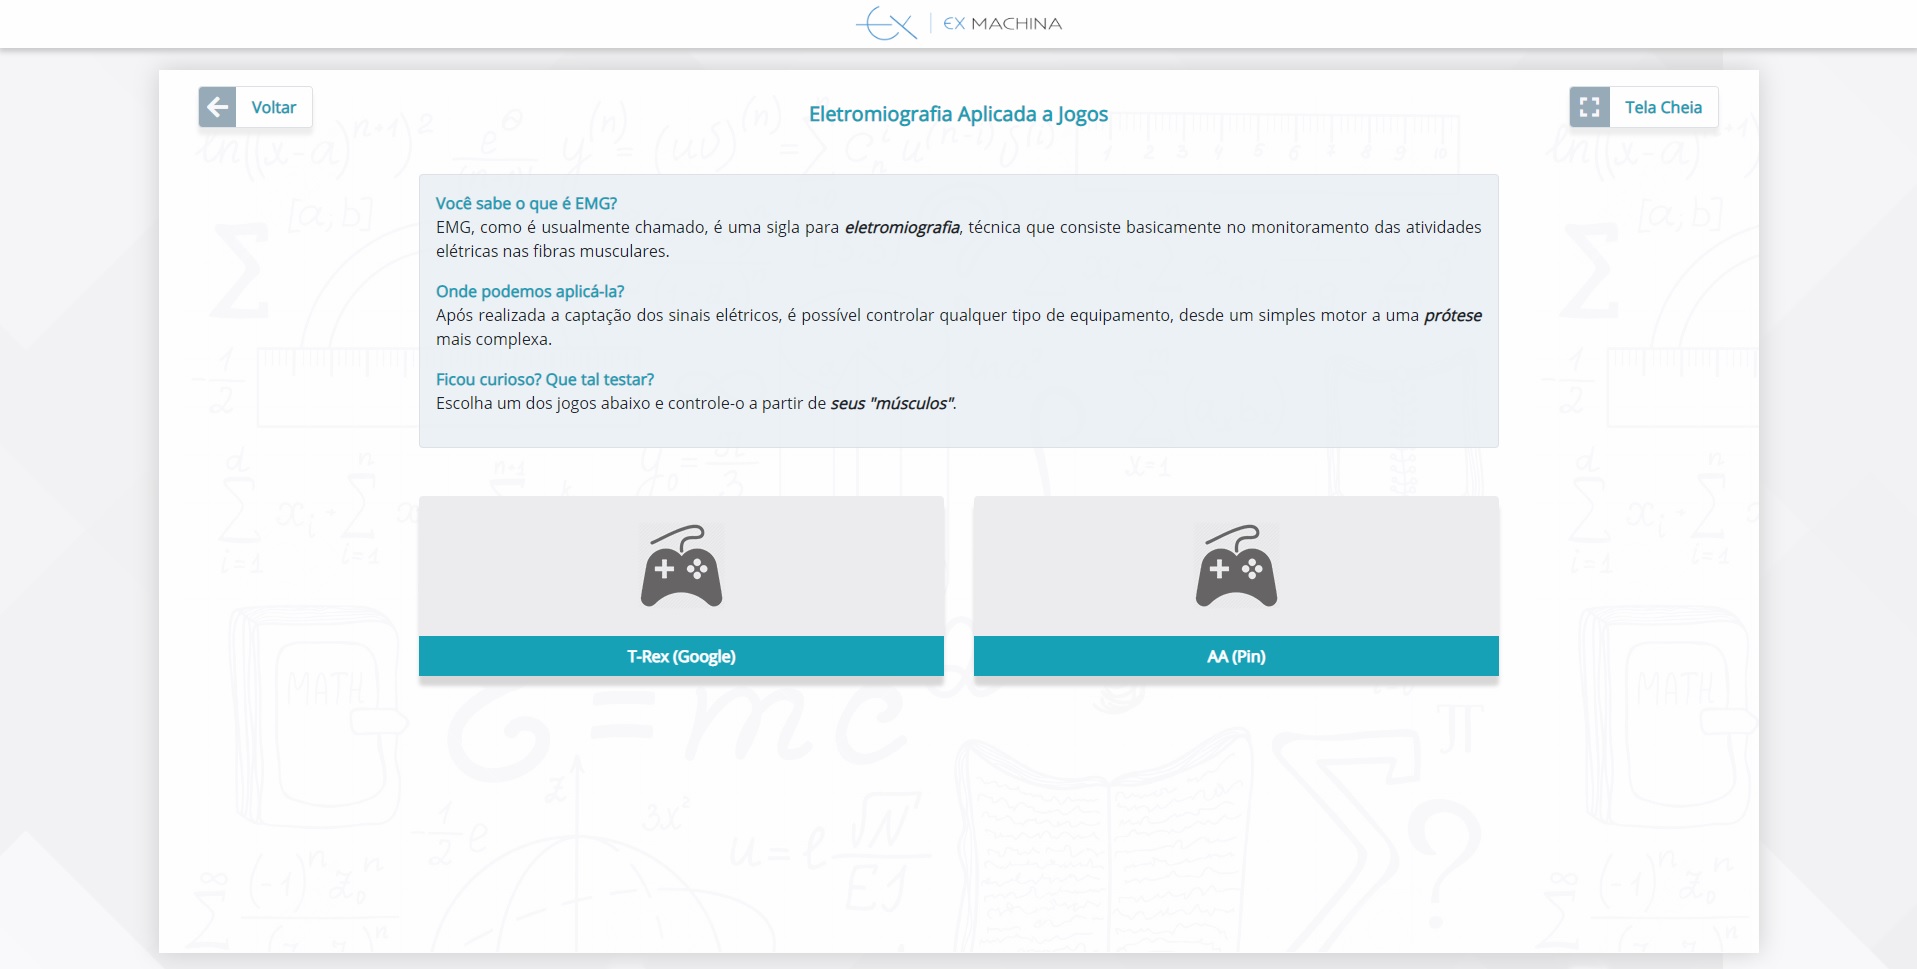 EX MACHINA
Voltar
Eletromiografia Aplicada a Jogos
Tela Cheia
Você sabe o que é EMG?
EMG, como é usualmente chamado, é uma sigla para eletromiografia, técnica que consiste basicamente no monitoramento das atividades
elétricas nas fibras musculares.
Onde podemos aplicá-la?
Após realizada a captação dos sinais elétricos, é possível controlar qualquer tipo de equipamento, desde um simples motor a uma prótese
mais complexa.
Ficou curioso? Que tal testar?
Escolha um dos jogos abaixo e controle-o a partir de seus "músculos".
T-Rex (Google)
AA (Pin)
MATH
MATH